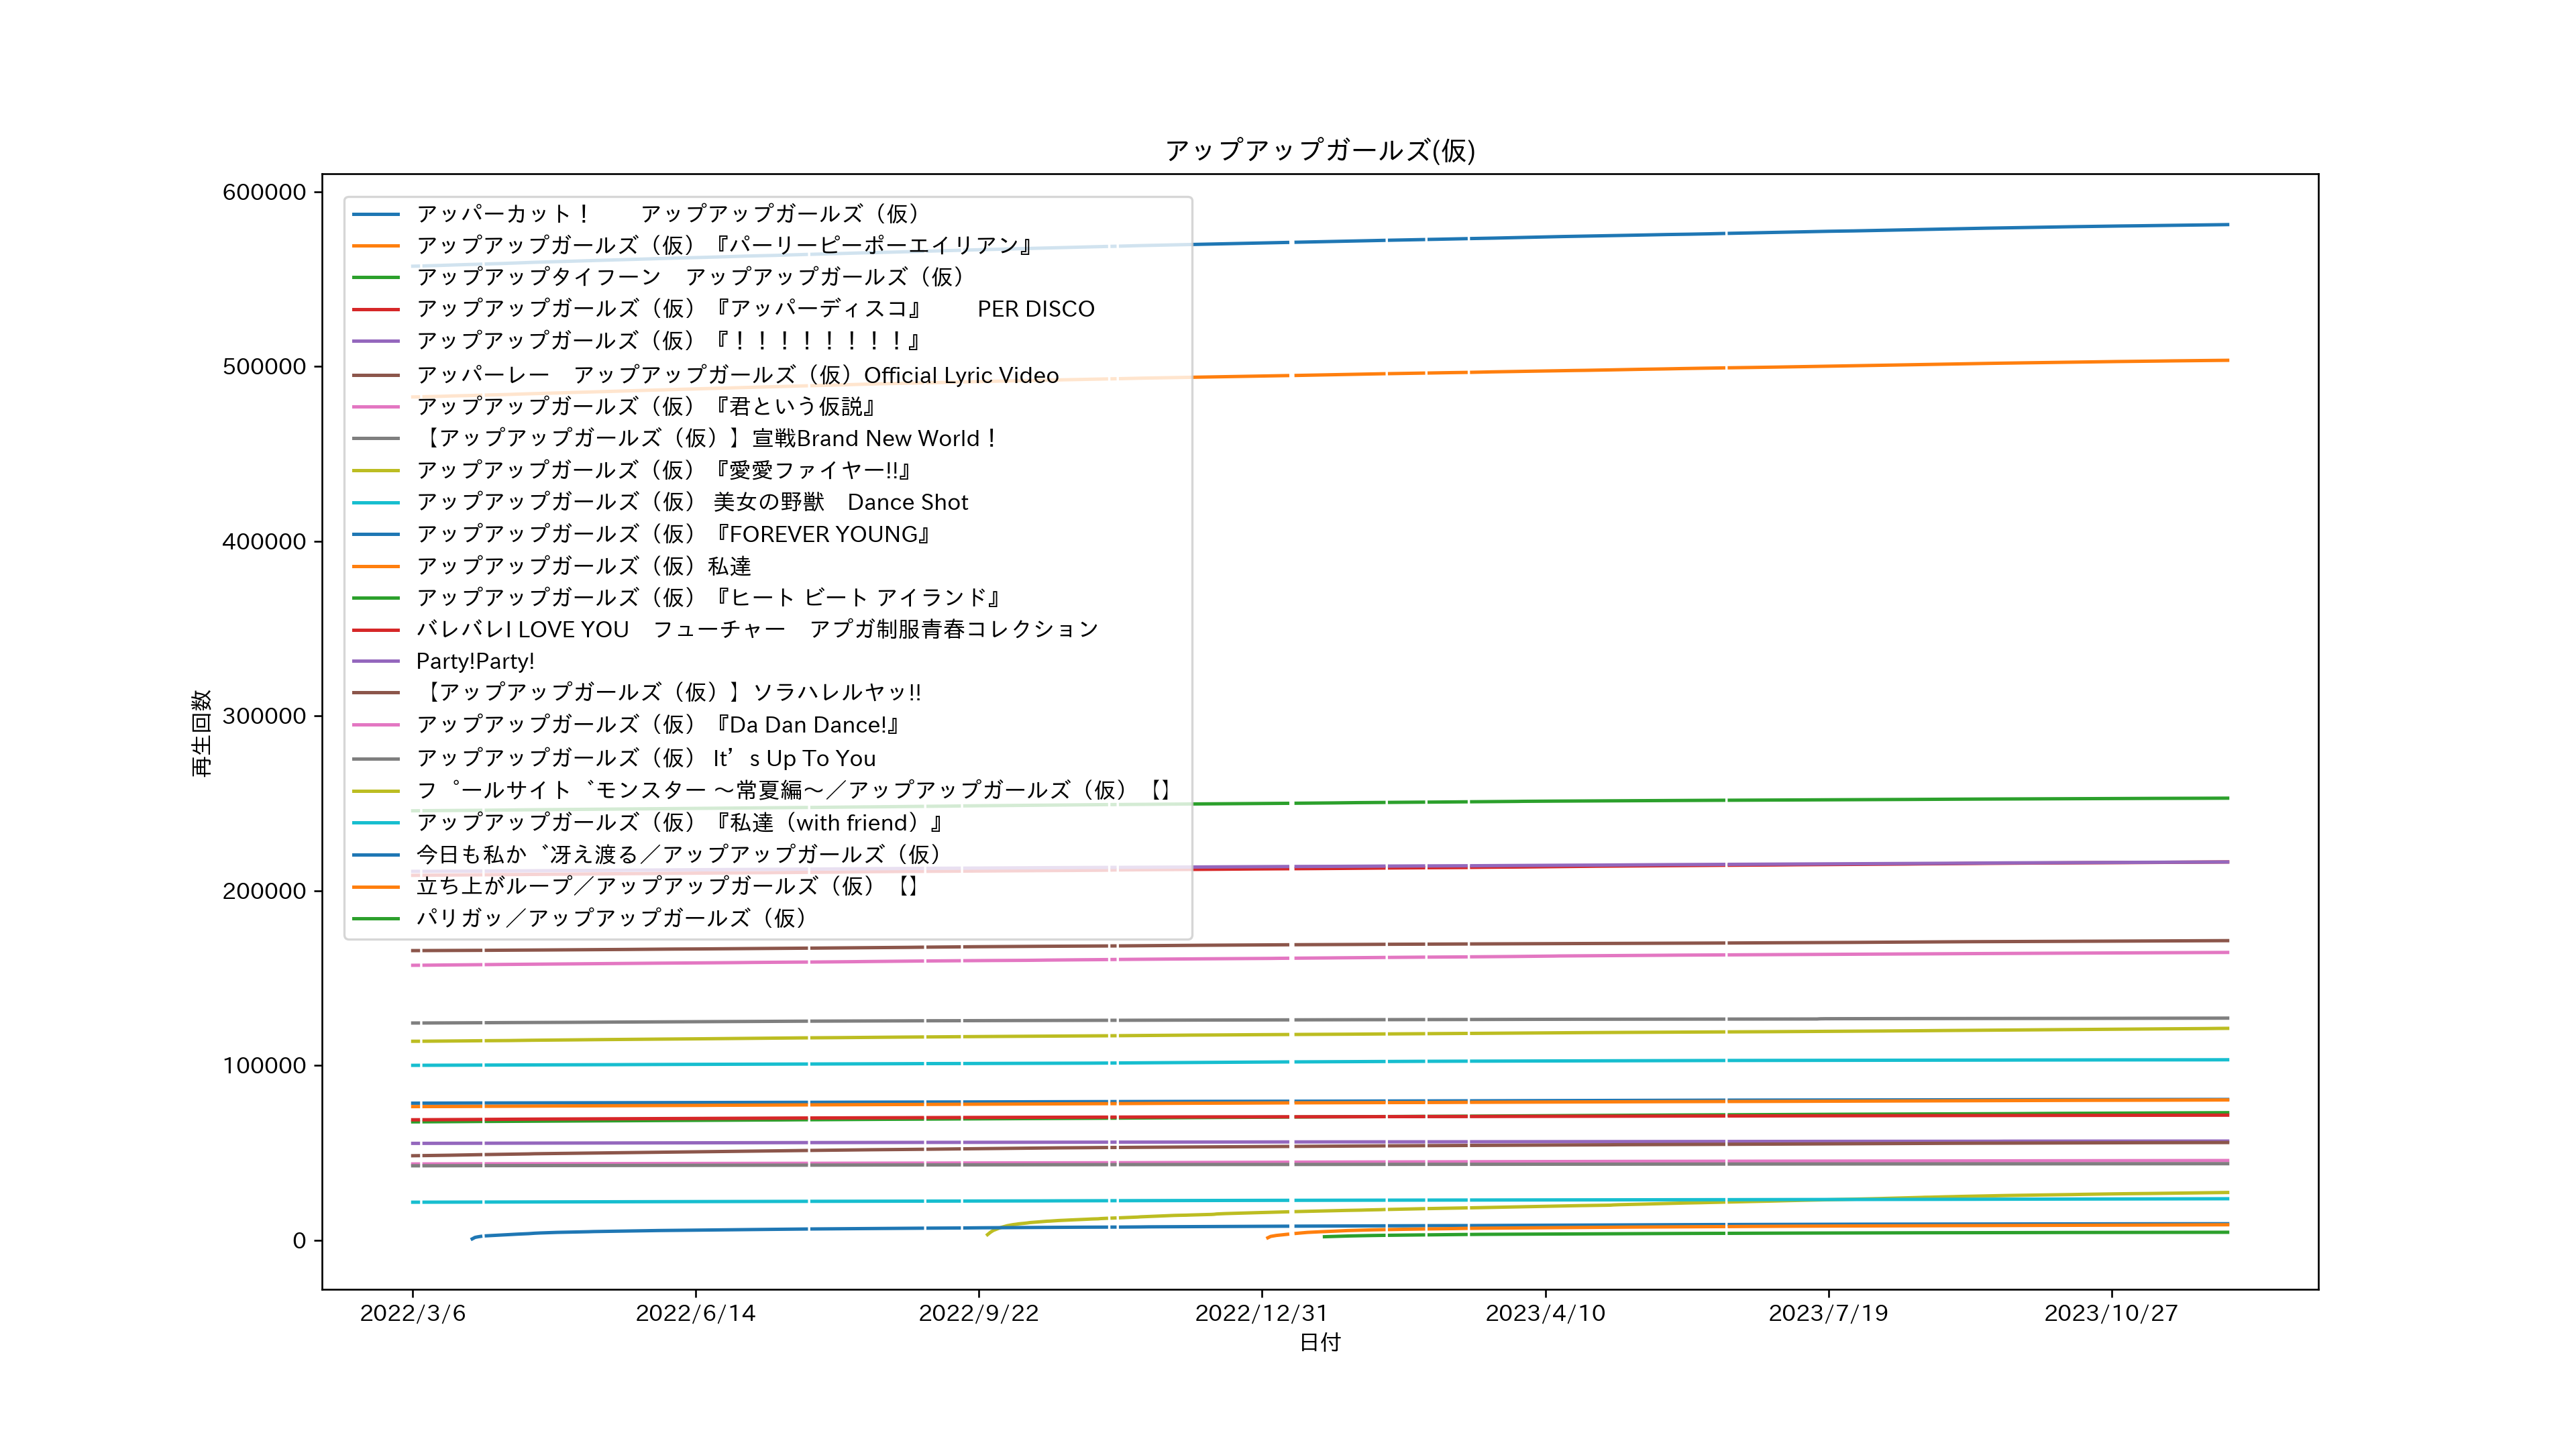 アップアップガールズ(仮)
600000
500000
400000
300000
200000
100000
0
再生回数
アッパーカット！　　アップアップガールズ（仮）
アップアップガールズ（仮）『パーリーピーポーエイリアン』
アップアップタイフーン　アップアップガールズ（仮）
アップアップガールズ（仮）『アッパーディスコ』　　PER DISCO
アップアップガールズ（仮）『！！！！！！！！』
アッパーレー　アップアップガールズ（仮）Official Lyric Video
アップアップガールズ（仮）『君という仮説』
【アップアップガールズ（仮）】宣戦Brand New World！
アップアップガールズ（仮）『愛愛ファイヤー!!』
アップアップガールズ（仮） 美女の野獣　Dance Shot
アップアップガールズ（仮）『FOREVER YOUNG』
アップアップガールズ（仮）私達
アップアップガールズ（仮）『ヒート ビート アイランド』
バレバレI LOVE YOU　フューチャー　アプガ制服青春コレクション
Party!Party!
【アップアップガールズ（仮）】ソラハレルヤッ!!
アップアップガールズ（仮）『Da Dan Dance!』
アップアップガールズ（仮） It’s Up To You
フ゜ールサイト゛モンスター 〜常夏編〜／アップアップガールズ（仮）【】
アップアップガールズ（仮）『私達（with friend）』
今日も私か゛冴え渡る／アップアップガールズ（仮）
立ち上がループ／アップアップガールズ（仮）【】
パリガッ／アップアップガールズ（仮）
2022/3/6
2022/6/14
2022/9/22
2022/12/31
2023/4/10
2023/7/19
2023/10/27
日付